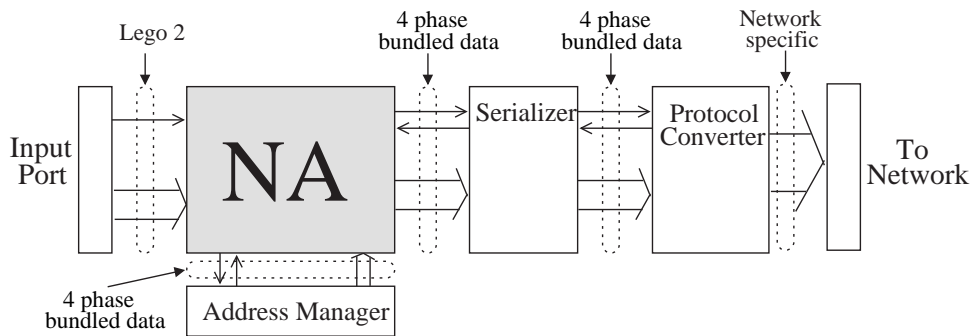 Lego 2
4 phase
bundled data
4 phase
bundled data
Network
specific
Input
Port
NA
Serializer
Protocol
Converter
To
Network
4 phase
bundled data
Address Manager